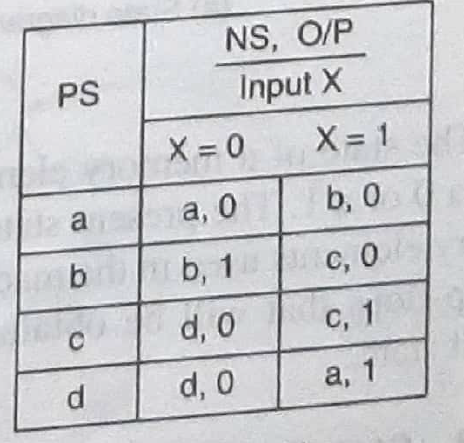 NS, O/P
PS
Input X
X = 0 X = 1
a a, 0 b, 0
b b, 1 c, 0
c d, 0 c, 1
d d, 0 a, 1